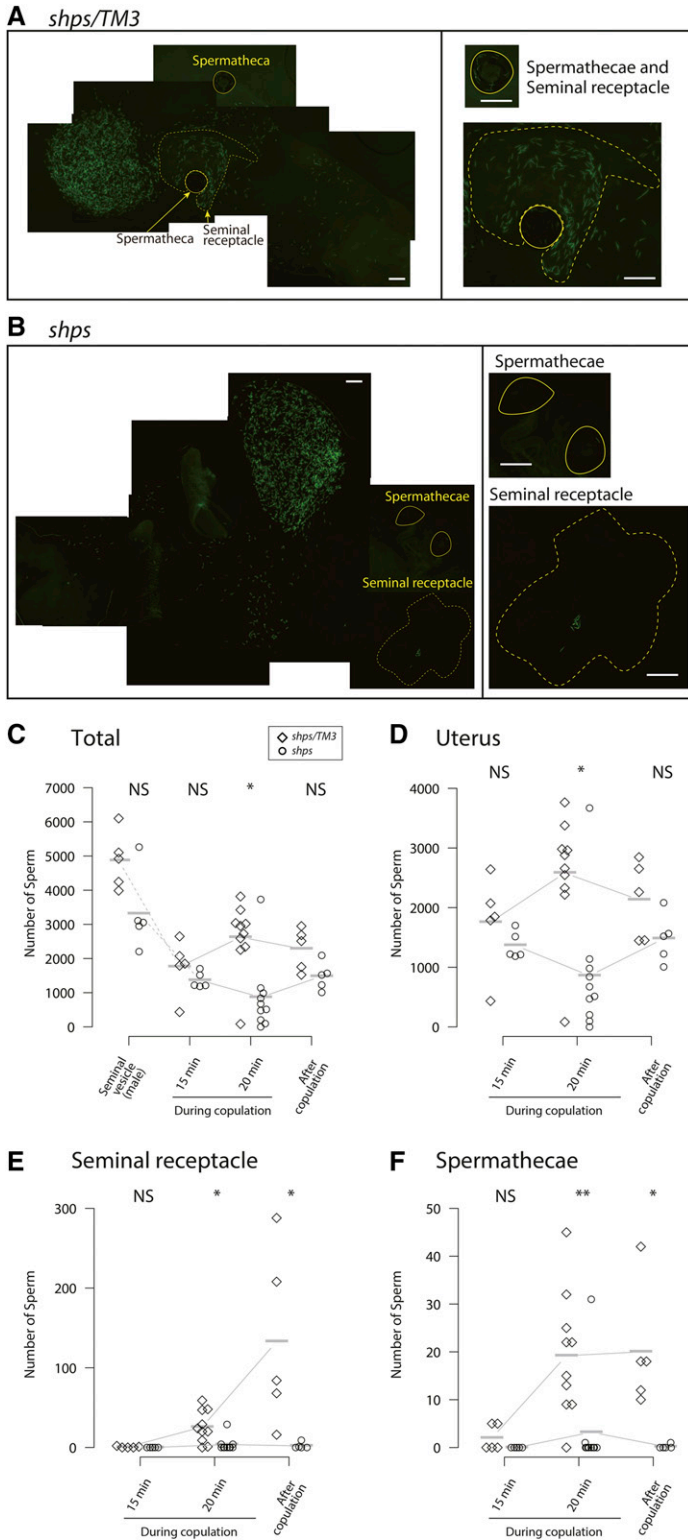 A shps/TM3
Spermatheca
Spermatheca
Seminal
receptacle
Spermathecae and
Seminal receptacle
B shps
Spermathecae
Seminal receptacle
Spermathecae
Seminal receptacle
C Total
shps/TM3
shps
NS NS * NS
Number of Sperm
7000
6000
5000
4000
3000
2000
1000
0
Seminal
vesicle
(male)
15 min
20 min
After
copulation
During copulation
D Uterus
NS * NS
Number of Sperm
4000
3000
2000
1000
0
15 min
20 min
After
copulation
During copulation
E Seminal receptacle
NS * *
Number of Sperm
300
200
100
0
15 min
20 min
After
copulation
During copulation
F Spermathecae
NS ** *
Number of Sperm
50
40
30
20
10
0
15 min
20 min
After
copulation
During copulation